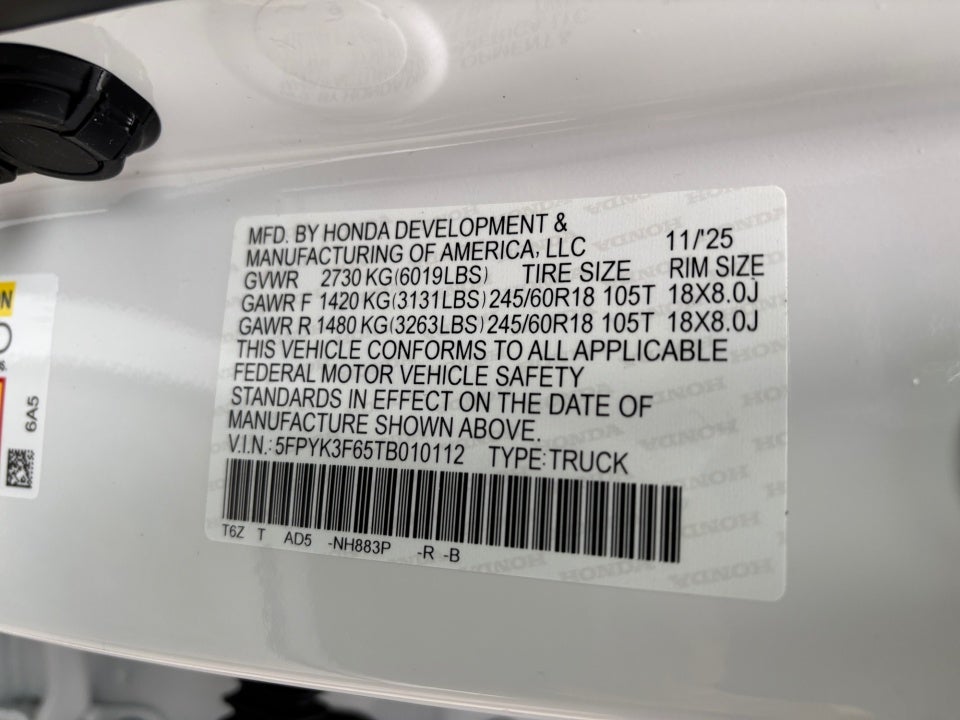 MFD. BY HONDA DEVELOPMENT &
MANUFACTURING OF AMERICA, LLC 11/'25
GVWR 2730 KG(6019LBS) TIRE SIZE RIM SIZE
GAWR F 1420 KG(3131LBS) 245/60R18 105T 18X8.0J
GAWR R 1480 KG(3263LBS) 245/60R18 105T 18X8.0J
THIS VEHICLE CONFORMS TO ALL APPLICABLE
FEDERAL MOTOR VEHICLE SAFETY
STANDARDS IN EFFECT ON THE DATE OF
MANUFACTURE SHOWN ABOVE.
V.I.N.: 5FPYK3F65TB010112 TYPE:TRUCK
T6Z T AD5 -NH883P -R -B
6A5
HONDA